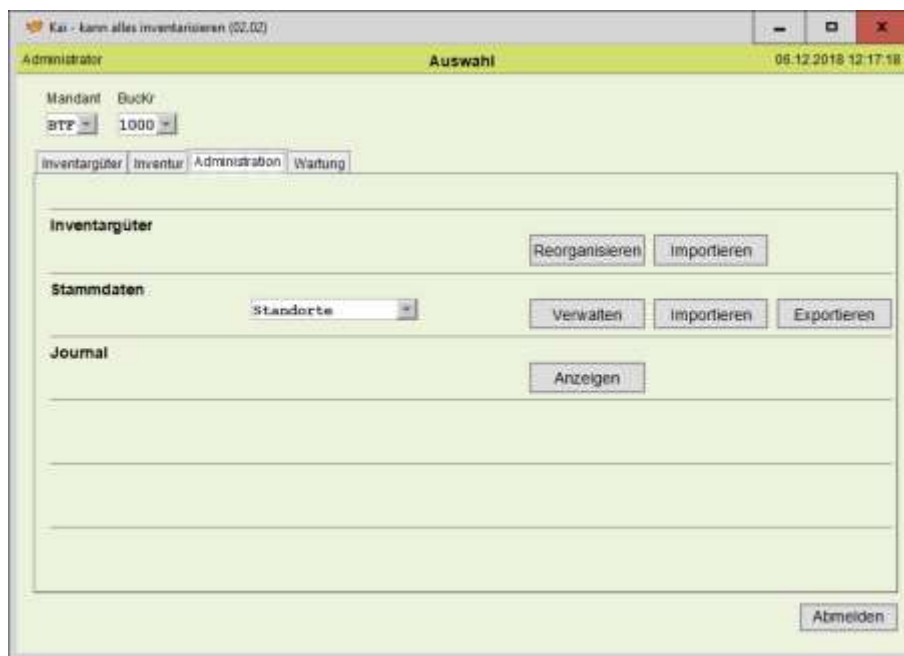 Kai - kann alles inventarisieren (02.02)
Administrator Auswahl 06.12.2018 12:17:18
Mandant BucKr
BTF 1000
Inventargüter Inventur Administration Wartung
Inventargüter
Reorganisieren Importieren
Stammdaten
Standorte Verwalten Importieren Exportieren
Journal
Anzeigen
Abmelden